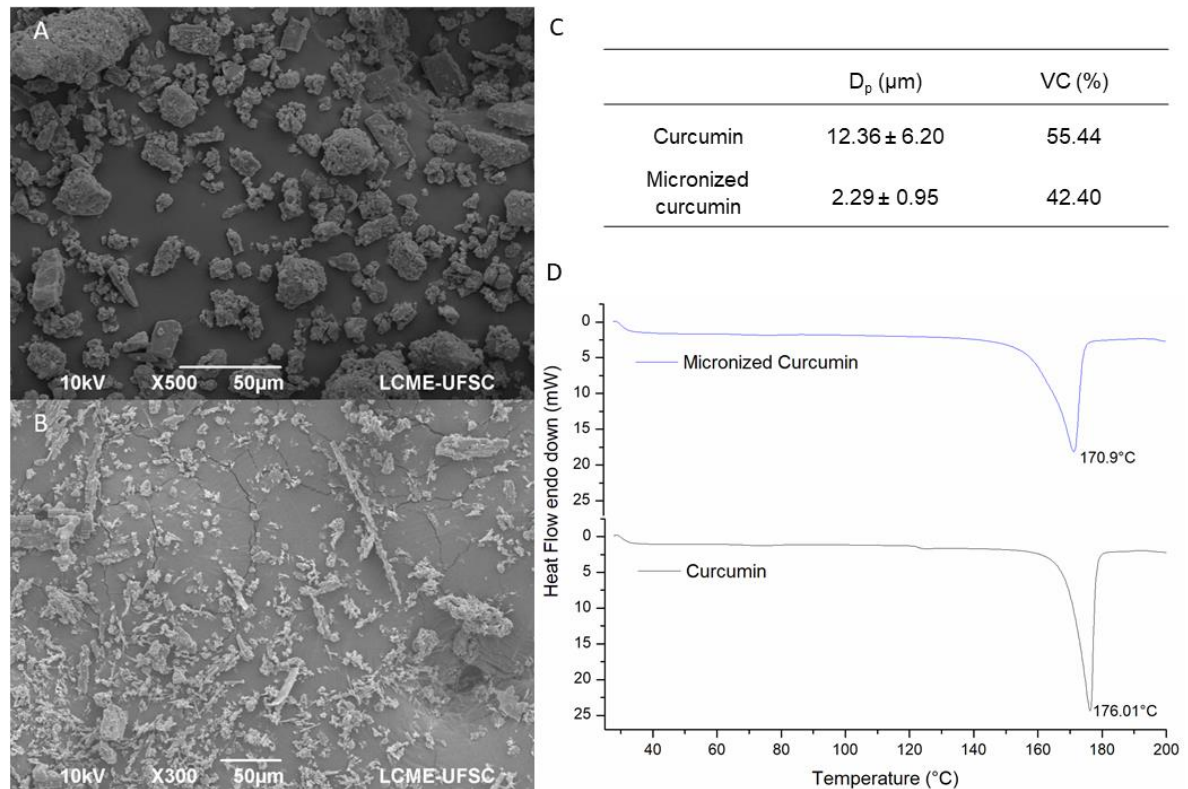 A
10kV X500 50µm LCME-UFSC
B
10kV X300 50µm LCME-UFSC
C
Dp (µm) VC (%)
Curcumin 12.36 ± 6.20 55.44
Micronized
curcumin 2.29 ± 0.95 42.40
D
Heat Flow endo down (mW)
0
5
10
15
20
25
Micronized Curcumin
170.9°C
0
5
10
15
20
25
Curcumin
176.01°C
40 60 80 100 120 140 160 180 200
Temperature (°C)